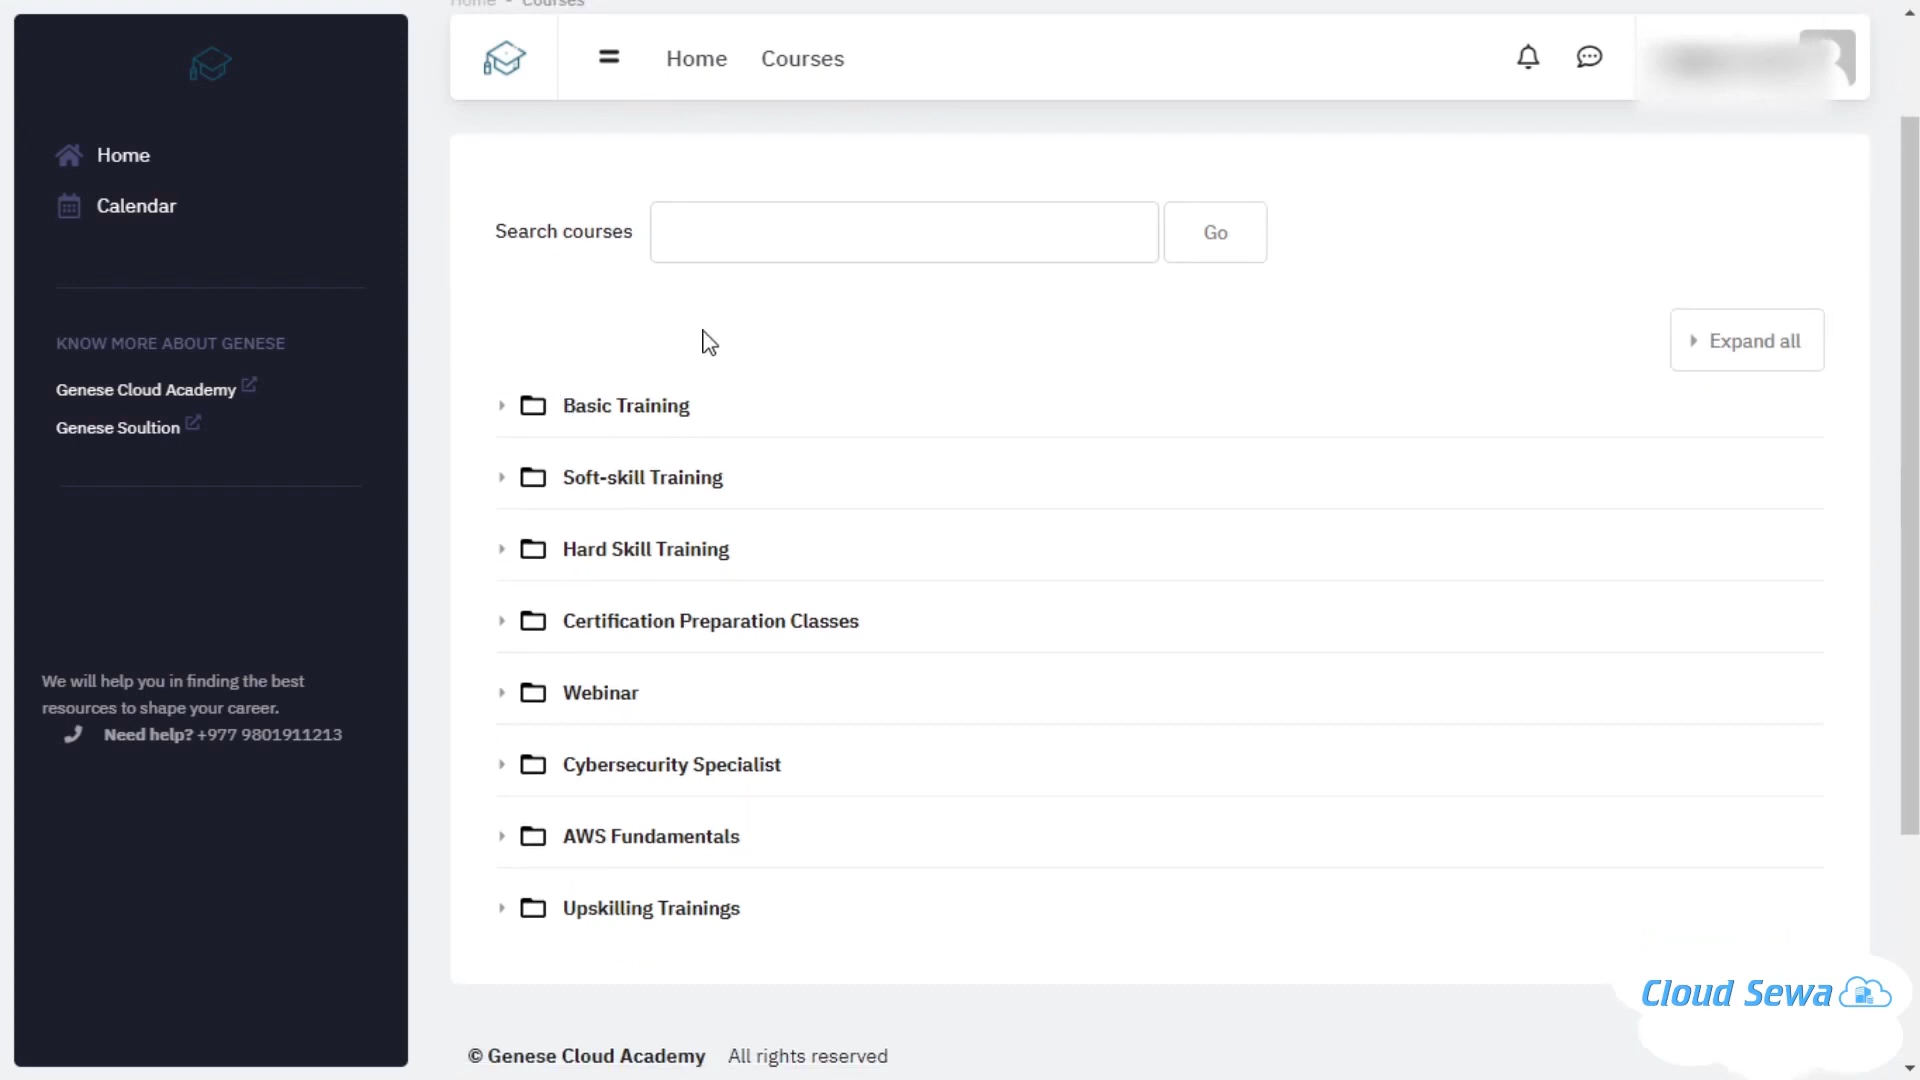 Home - Courses
Home
Courses
Home
Calendar
Search courses
Go
KNOW MORE ABOUT GENESE
Expand all
Genese Cloud Academy
Genese Soultion
Basic Training
Soft-skill Training
Hard Skill Training
Certification Preparation Classes
We will help you in finding the best
resources to shape your career.
Need help? +977 9801911213
Webinar
Cybersecurity Specialist
AWS Fundamentals
Upskilling Trainings
Cloud Sewa
© Genese Cloud Academy All rights reserved